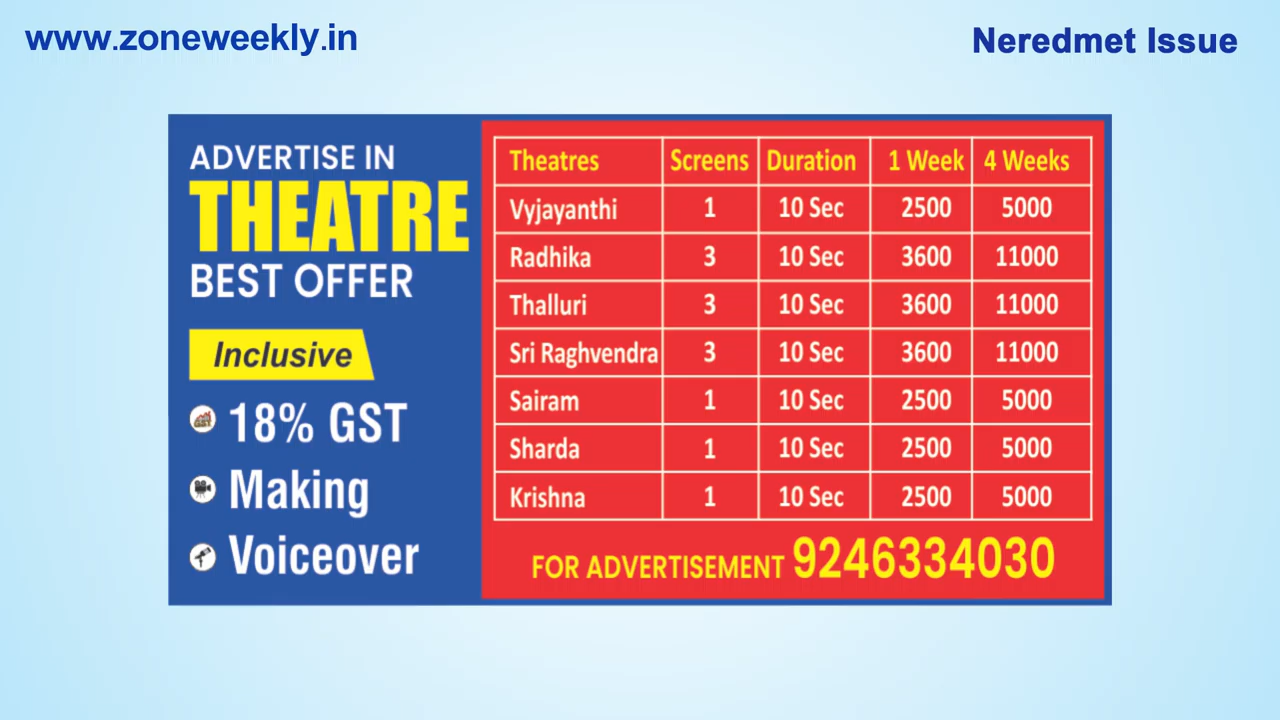 www.zoneweekly.in
Neredmet Issue
ADVERTISE IN
THEATRE
BEST OFFER
Inclusive
18% GST
Making
Voiceover
Theatres Screens Duration 1 Week 4 Weeks
Vyjayanthi 1 10 Sec 2500 5000
Radhika 3 10 Sec 3600 11000
Thalluri 3 10 Sec 3600 11000
Sri Raghvendra 3 10 Sec 3600 11000
Sairam 1 10 Sec 2500 5000
Sharda 1 10 Sec 2500 5000
Krishna 1 10 Sec 2500 5000
FOR ADVERTISEMENT 9246334030